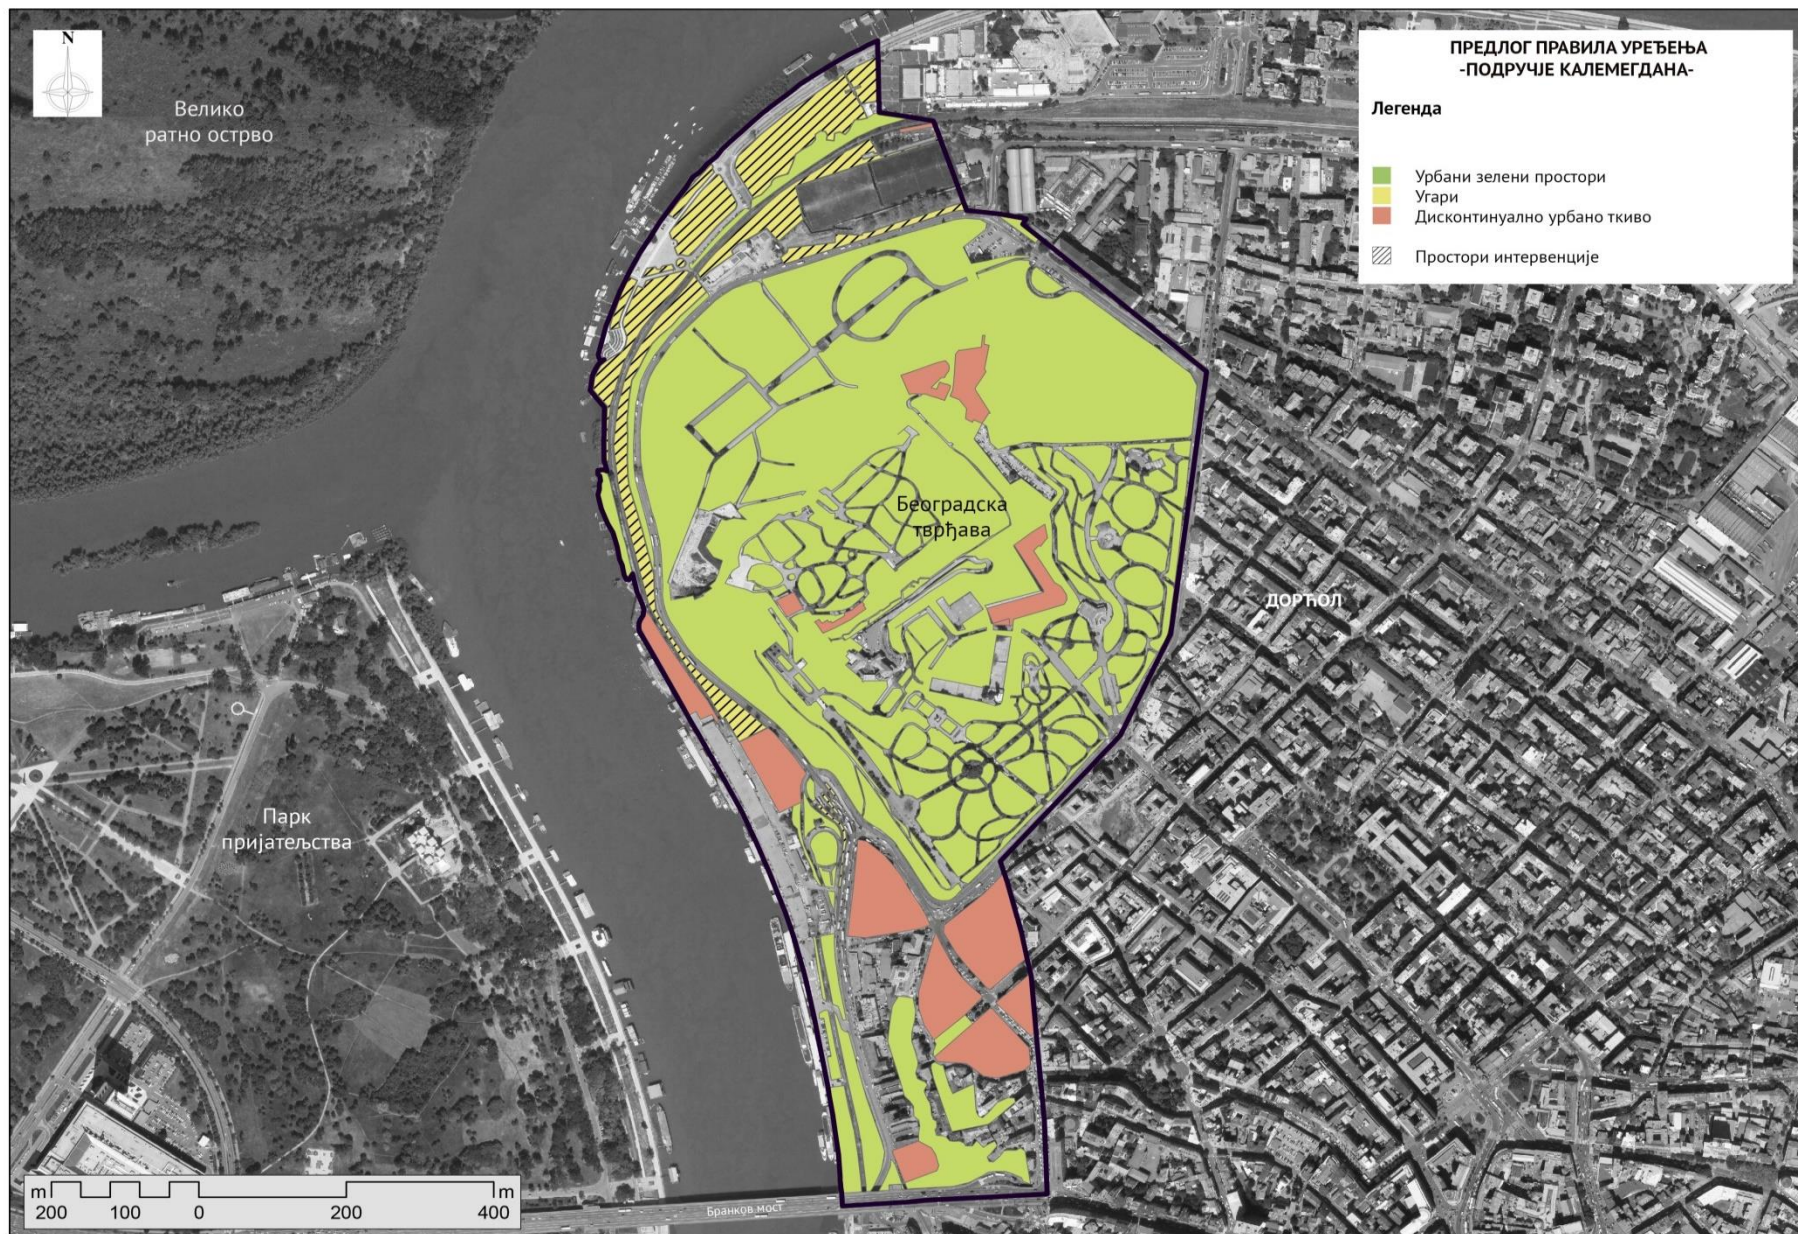 N
Велико
ратно острво
ПРЕДЛОГ ПРАВИЛА УРЕЂЕЊА
-ПОДРУЧЈЕ КАЛЕМЕГДАНА-
Легенда
Урбани зелени простори
Угари
Дисконтинуално урбано ткиво
Простори интервенције
Београдска
тврђава
ДОРЋОЛ
Парк
пријатељства
m m
200 100 0 200 400
Бранков мост